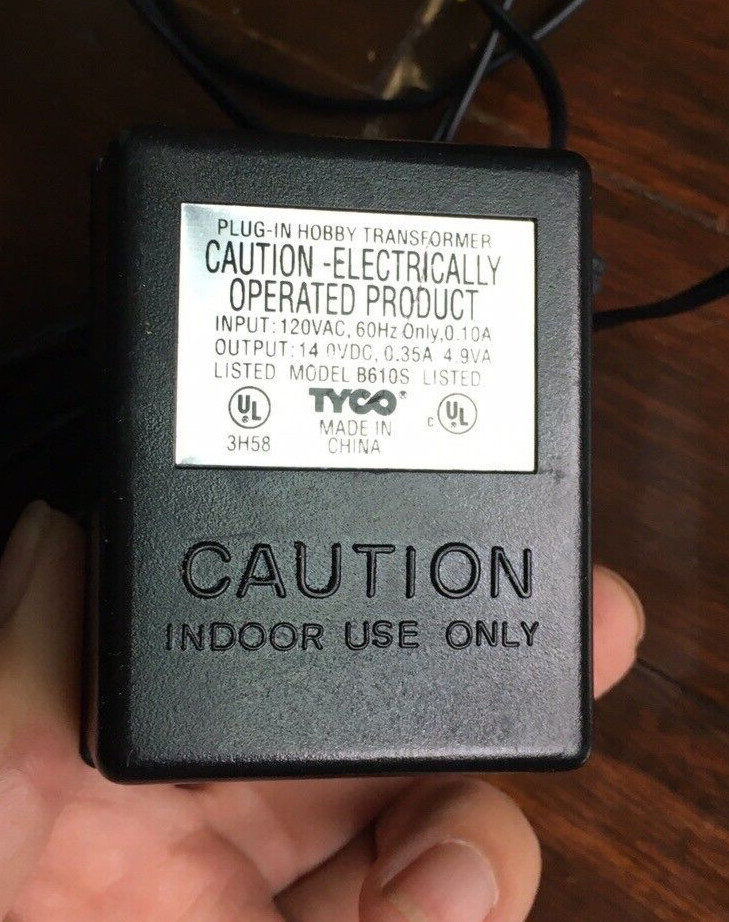 PLUG-IN HOBBY TRANSFORMER
CAUTION -ELECTRICALLY
OPERATED PRODUCT
INPUT: 120VAC, 60Hz Only, 0.10A
OUTPUT: 14.0VDC, 0.35A 4.9VA
LISTED MODEL B610S LISTED
UL® TYCO® c UL®
MADE IN
3H58 CHINA
CAUTION
INDOOR USE ONLY